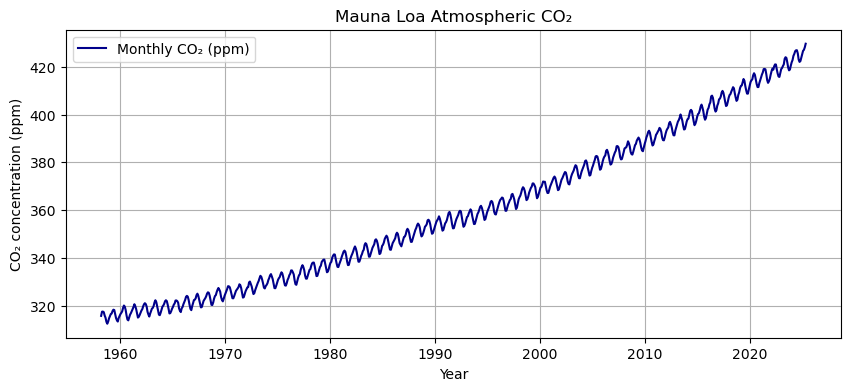 Mauna Loa Atmospheric CO₂
Monthly CO₂ (ppm)
CO₂ concentration (ppm)
420
400
380
360
340
320
1960 1970 1980 1990 2000 2010 2020
Year